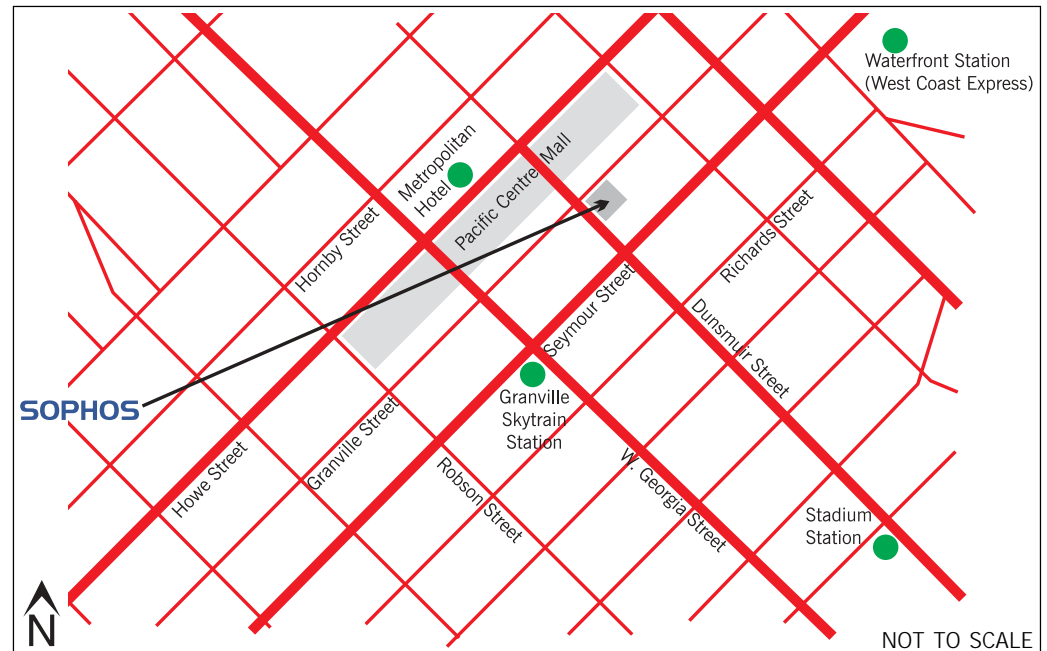 Waterfront Station
(West Coast Express)
Metropolitan
Hotel
Pacific Centre Mall
Hornby Street
Richards Street
Seymour Street
Dunsmuir Street
Granville
Skytrain
Station
SOPHOS
Granville Street
Howe Street
Robson Street
W. Georgia Street
Stadium
Station
N
NOT TO SCALE